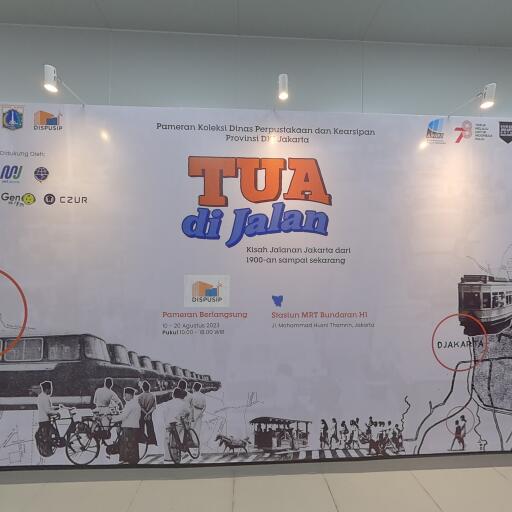 DISPUSIP
Pameran Koleksi Dinas Perpustakaan dan Kearsipan
Provinsi DKI Jakarta
78
Didukung Oleh:
Gen
CZUR
TUA
di Jalan
Kisah Jalanan Jakarta dari
1900-an sampai sekarang
DISPUSIP
Pameran Berlangsung
10 - 20 Agustus 2023
Pukul 10.00 - 18.00 WIB
Stasiun MRT Bundaran HI
Jl. Mohammad Husni Thamrin, Jakarta
DJAKARTA